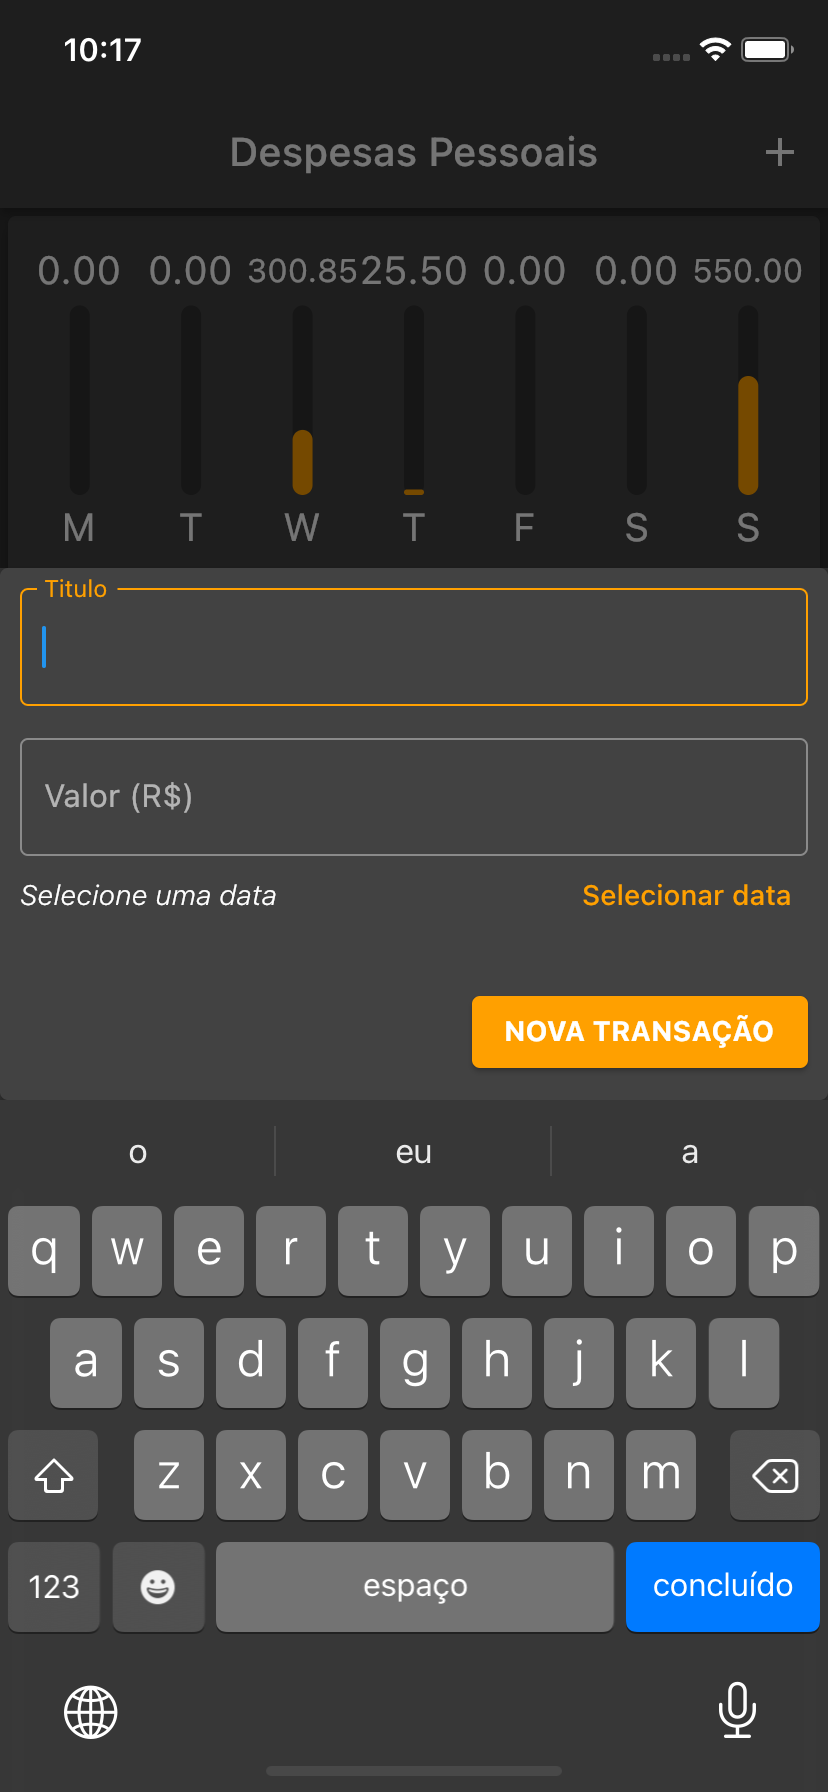 10:17
Despesas Pessoais +
0.00 0.00 300.85 25.50 0.00 0.00 550.00
M T W T F S S
Titulo
Valor (R$)
Selecione uma data Selecionar data
NOVA TRANSAÇÃO
o eu a
q w e r t y u i o p
a s d f g h j k l
z x c v b n m
123 espaço concluído